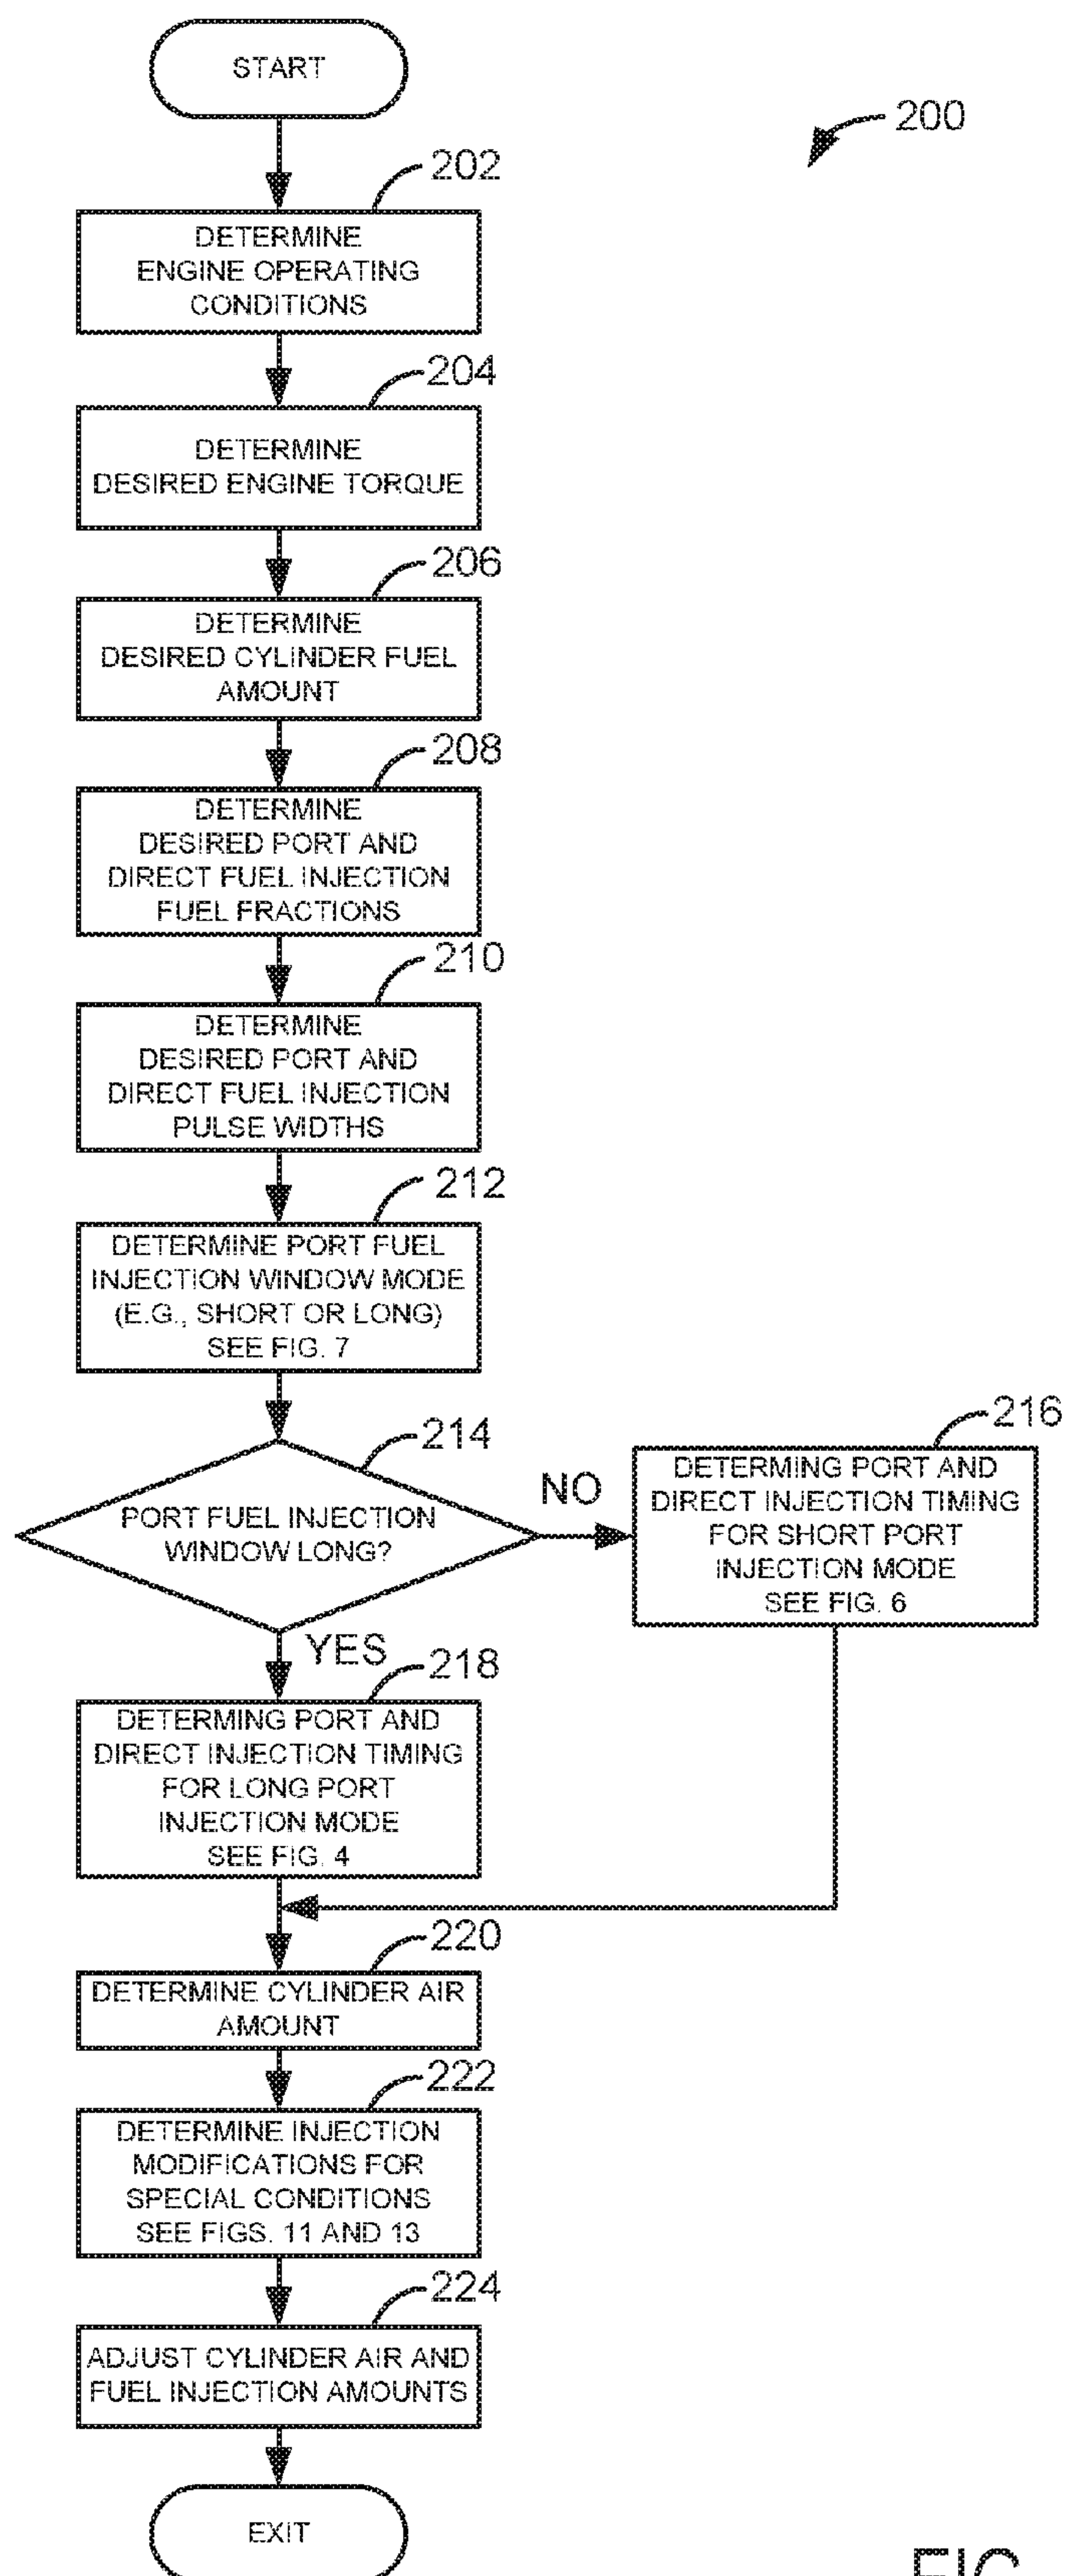 START
200
202
DETERMINE
ENGINE OPERATING
CONDITIONS
204
DETERMINE
DESIRED ENGINE TORQUE
206
DETERMINE
DESIRED CYLINDER FUEL
AMOUNT
208
DETERMINE
DESIRED PORT AND
DIRECT FUEL INJECTION
FUEL FRACTIONS
210
DETERMINE
DESIRED PORT AND
DIRECT FUEL INJECTION
PULSE WIDTHS
212
DETERMINE PORT FUEL
INJECTION WINDOW MODE
(E.G., SHORT OR LONG)
SEE FIG. 7
214
PORT FUEL INJECTION
WINDOW LONG?
NO
216
DETERMING PORT AND
DIRECT INJECTION TIMING
FOR SHORT PORT
INJECTION MODE
SEE FIG. 6
YES
218
DETERMING PORT AND
DIRECT INJECTION TIMING
FOR LONG PORT
INJECTION MODE
SEE FIG. 4
220
DETERMINE CYLINDER AIR
AMOUNT
222
DETERMINE INJECTION
MODIFICATIONS FOR
SPECIAL CONDITIONS
SEE FIGS. 11 AND 13
224
ADJUST CYLINDER AIR AND
FUEL INJECTION AMOUNTS
EXIT
FIG